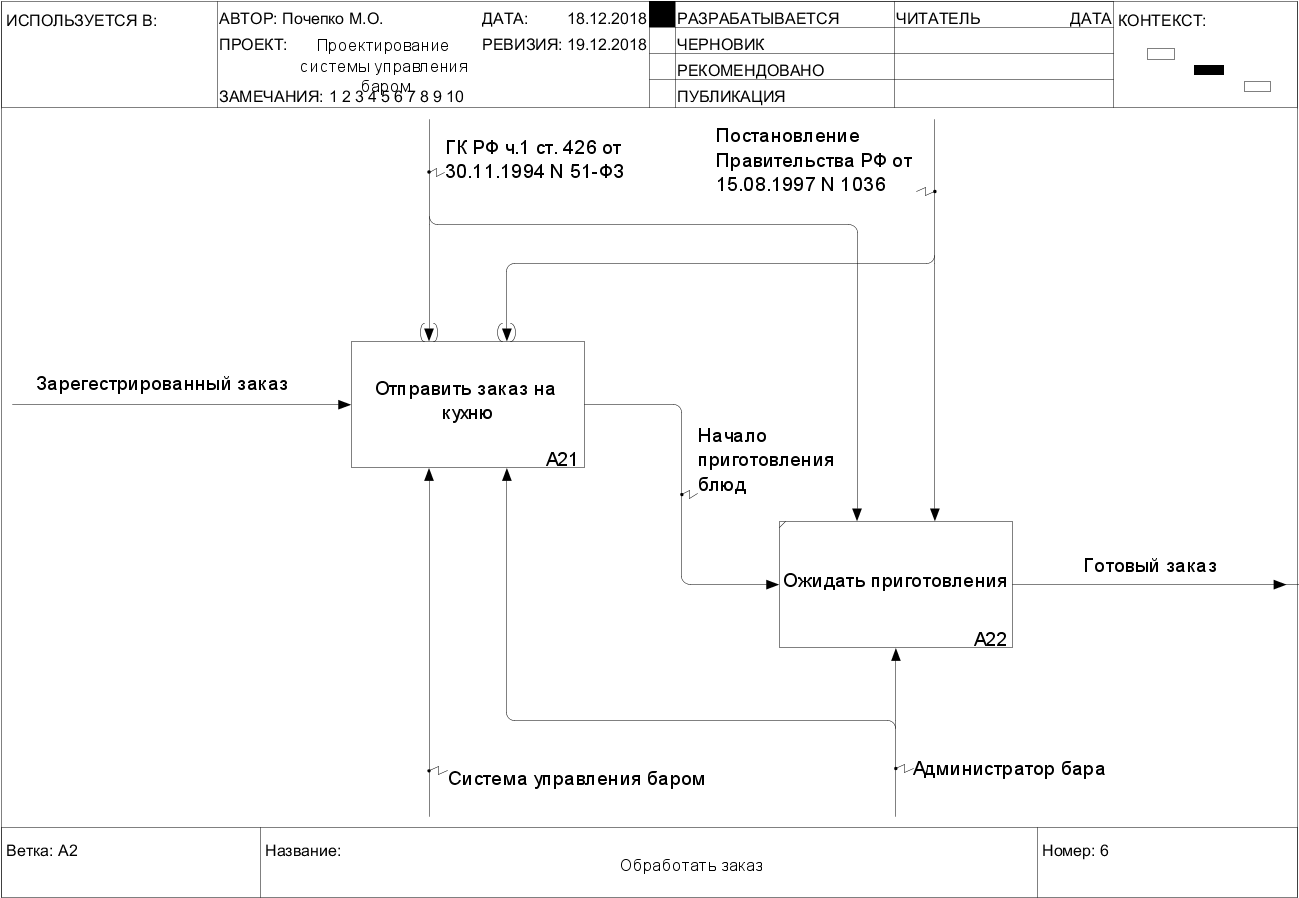 ИСПОЛЬЗУЕТСЯ В:
АВТОР: Почепко М.О.
ДАТА: 18.12.2018
ПРОЕКТ: Проектирование
системы управления
баром
РЕВИЗИЯ: 19.12.2018
ЗАМЕЧАНИЯ: 1 2 3 4 5 6 7 8 9 10
РАЗРАБАТЫВАЕТСЯ
ЧЕРНОВИК
РЕКОМЕНДОВАНО
ПУБЛИКАЦИЯ
ЧИТАТЕЛЬ ДАТА
КОНТЕКСТ:
ГК РФ ч.1 ст. 426 от
30.11.1994 N 51-ФЗ
Постановление
Правительства РФ от
15.08.1997 N 1036
Зарегестрированный заказ
Отправить заказ на
кухню
A21
Начало
приготовления
блюд
Ожидать приготовления
A22
Готовый заказ
Система управления баром
Администратор бара
Ветка: A2
Название:
Обработать заказ
Номер: 6